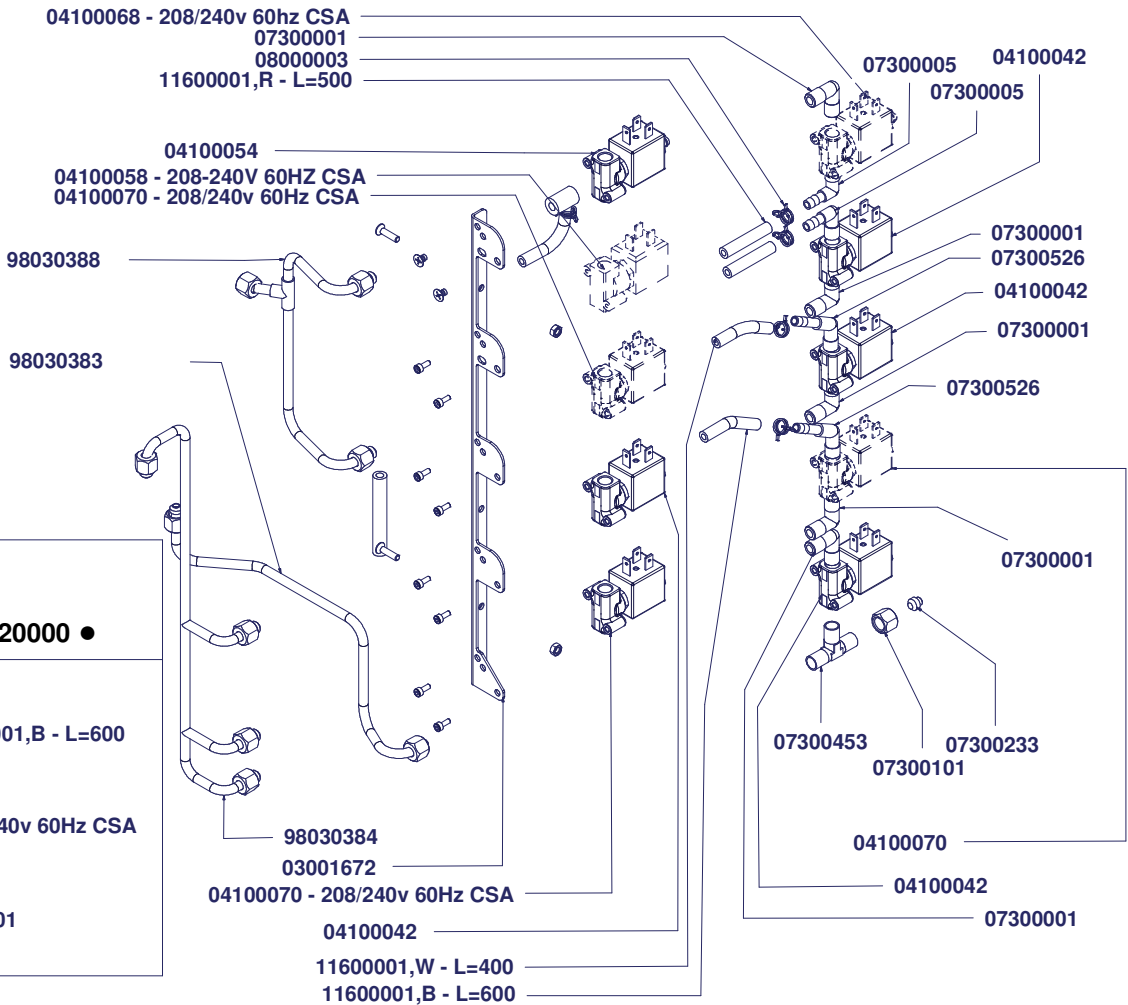 04100068 - 208/240v 60hz CSA
07300001
08000003
11600001,R - L=500
07300005
04100042
07300005
04100054
04100058 - 208-240V 60HZ CSA
04100070 - 208/240v 60Hz CSA
98030388
98030383
07300001
07300526
04100042
07300001
07300526
07300001
20000 ●
01,B - L=600
40v 60Hz CSA
01
07300453
07300101
07300233
98030384
03001672
04100070 - 208/240v 60Hz CSA
04100042
11600001,W - L=400
11600001,B - L=600
04100070
04100042
07300001